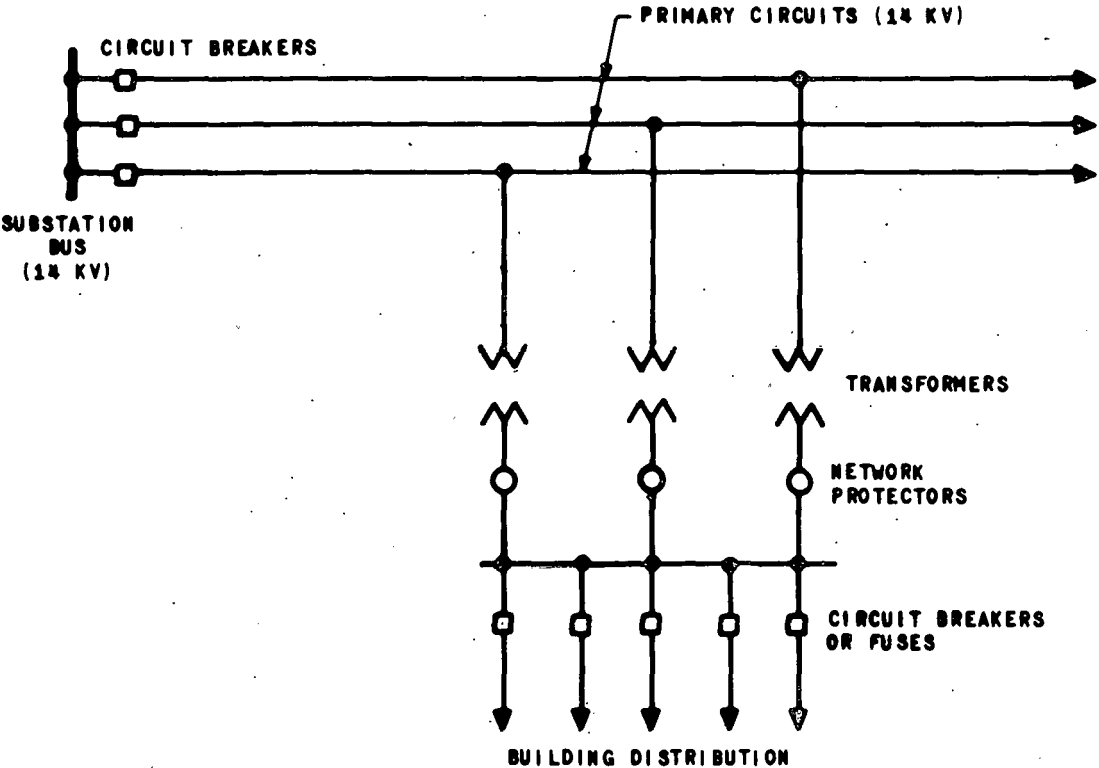 PRIMARY CIRCUITS (14 KV)
CIRCUIT BREAKERS
SUBSTATION
BUS
(14 KV)
TRANSFORMERS
NETWORK
PROTECTORS
CIRCUIT BREAKERS
OR FUSES
BUILDING DISTRIBUTION